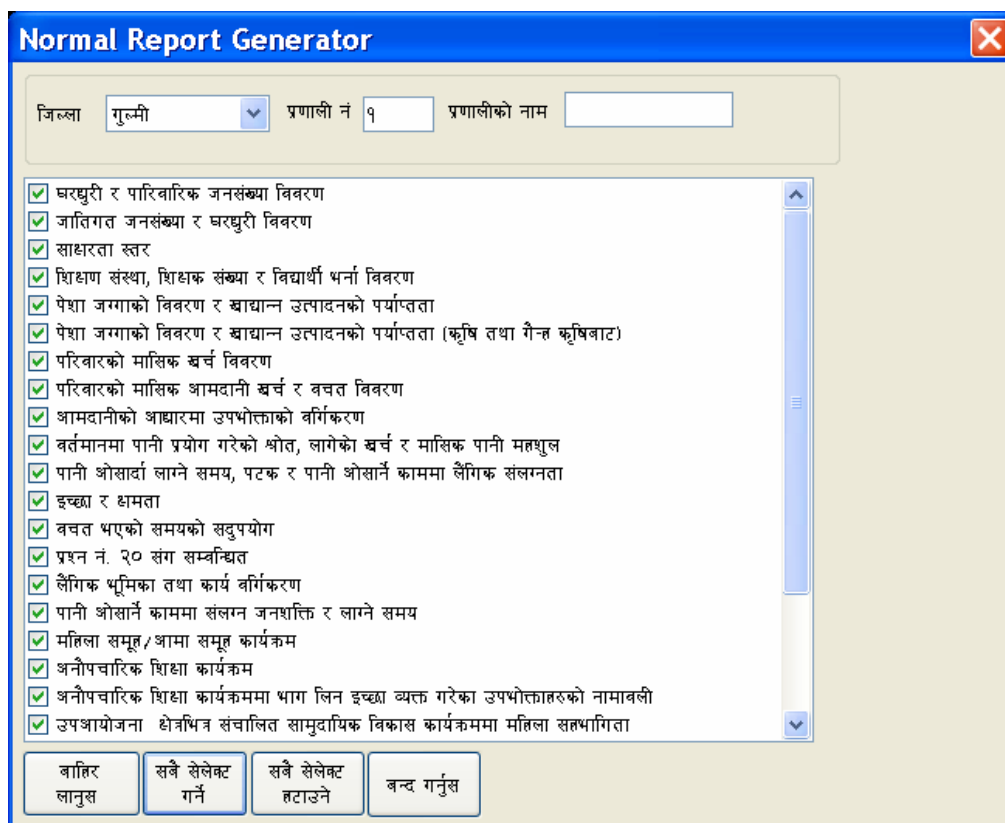 Normal Report Generator
जिल्ला गुल्मी प्रणाली नं १ प्रणालीको नाम
घरधुरी र पारिवारिक जनसंख्या विवरण
जातिगत जनसंख्या र घरधुरी विवरण
साक्षरता स्तर
शिक्षण संस्था, शिक्षक संख्या र विद्यार्थी भर्ना विवरण
पेशा जग्गाको विवरण र खाद्यान्न उत्पादनको पर्याप्तता
पेशा जग्गाको विवरण र खाद्यान्न उत्पादनको पर्याप्तता (कृषि तथा गैन्ह कृषिबाट)
परिवारको मासिक खर्च विवरण
परिवारको मासिक आमदानी खर्च र वचत विवरण
आमदानीको आधारमा उपभोक्ताको वर्गिकरण
वर्तमानमा पानी प्रयोग गरेको श्रोत, लागेकेा खर्च र मासिक पानी महशुल
पानी ओसार्दा लाग्ने समय, पटक र पानी ओसार्ने काममा लैंगिक संलग्नता
इच्छा र क्षमता
वचत भएको समयको सदुपयोग
प्रश्न नं. २० संग सम्वन्धित
लैंगिक भूमिका तथा कार्य वर्गिकरण
पानी ओसार्ने काममा संलग्न जनशक्ति र लाग्ने समय
महिला समूह/आमा समूह कार्यक्रम
अनौपचारिक शिक्षा कार्यक्रम
अनौपचारिक शिक्षा कार्यक्रममा भाग लिन इच्छा व्यक्त गरेका उपभोक्ताहरुको नामावली
उपआयोजना क्षेत्रभित्र संचालित सामुदायिक विकास कार्यक्रममा महिला सहभागिता
बाहिर लानुस
सबै सेलेक्ट गर्ने
सबै सेलेक्ट हटाउने
बन्द गर्नुस